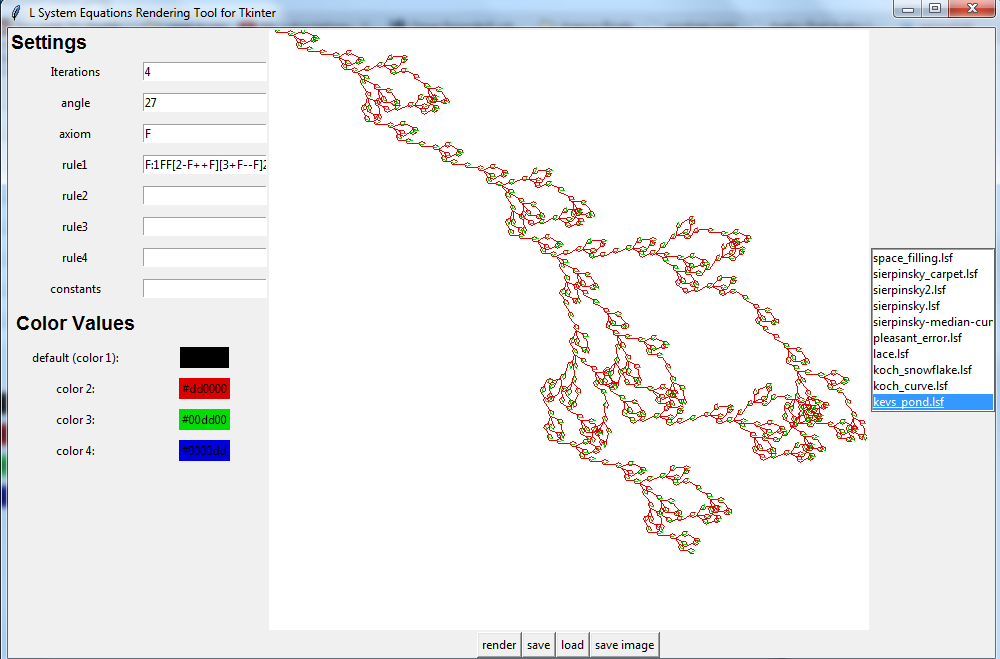 L System Equations Rendering Tool for Tkinter
Settings
Iterations 4
angle 27
axiom F
rule1 F:1FF[2-F++F][3+F--F]2
rule2
rule3
rule4
constants
Color Values
default (color 1):
color 2: #dd0000
color 3: #00dd00
color 4: #0000dd
space_filling.lsf
sierpinsky_carpet.lsf
sierpinsky2.lsf
sierpinsky.lsf
sierpinsky-median-cur
pleasant_error.lsf
lace.lsf
koch_snowflake.lsf
koch_curve.lsf
kevs_pond.lsf
render save load save image